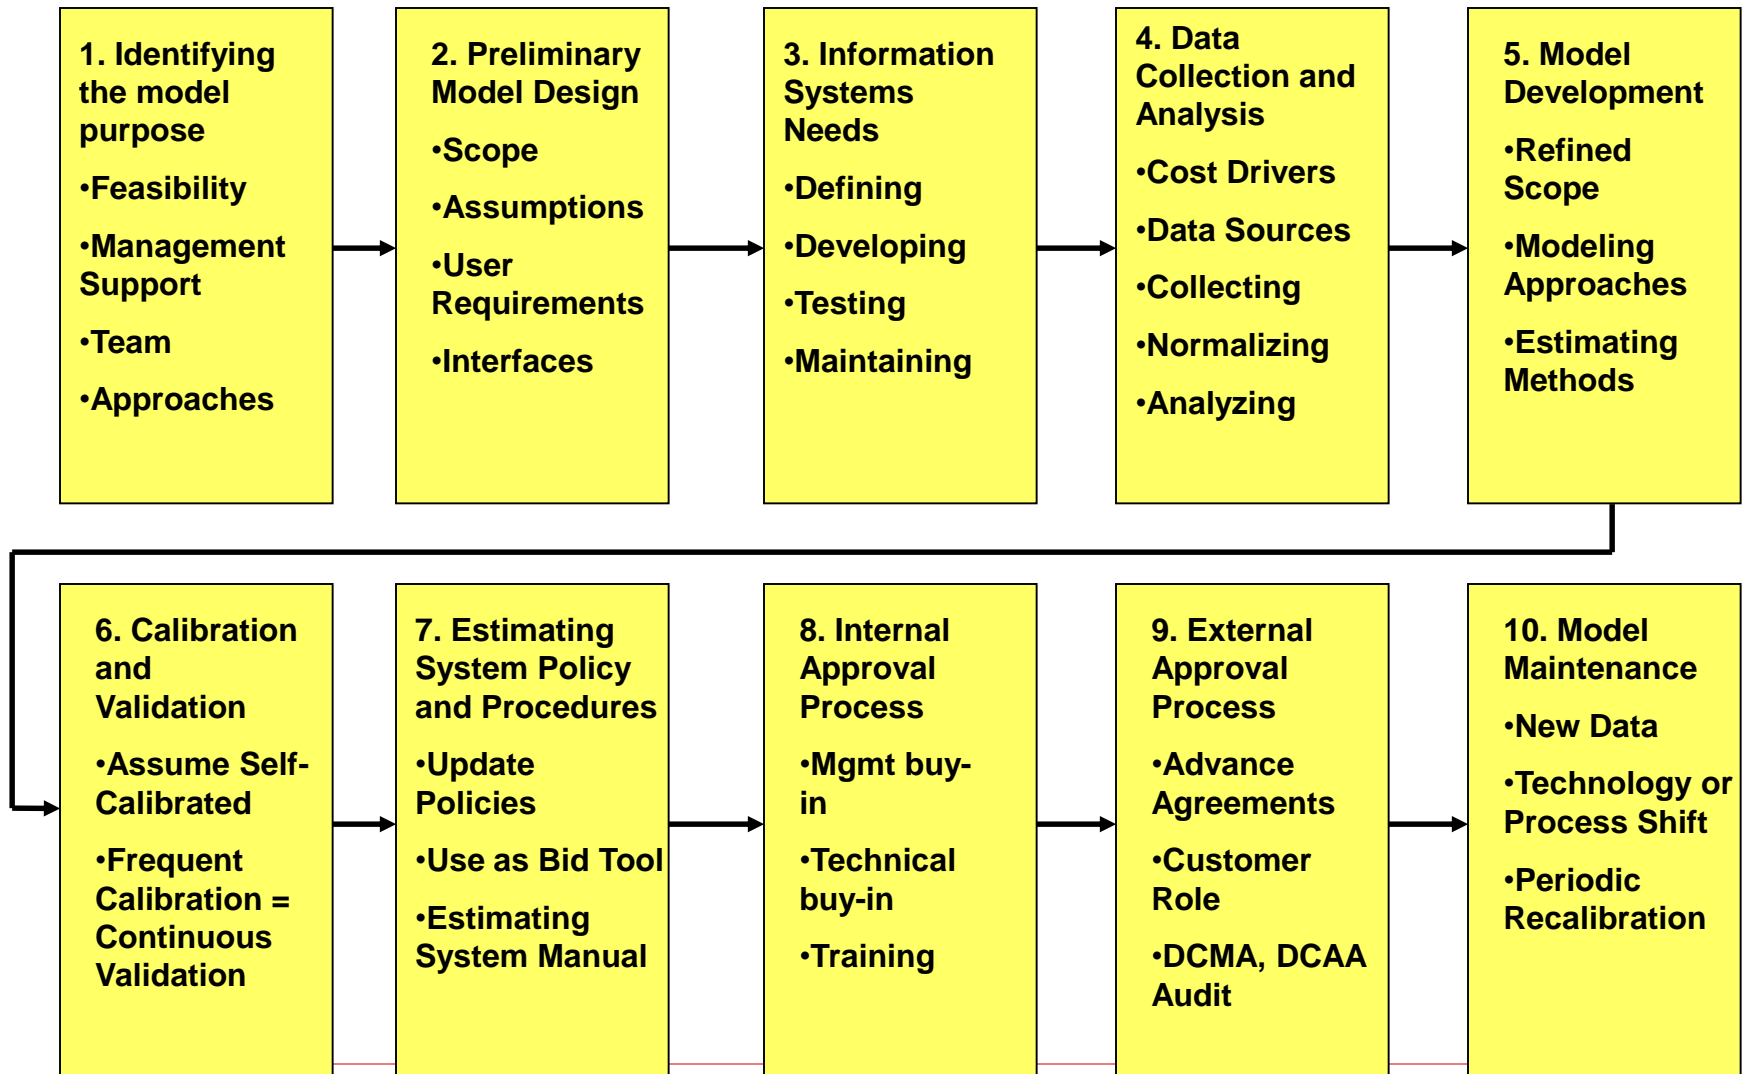 1. Identifying
the model
purpose
•Feasibility
•Management
Support
•Team
•Approaches
2. Preliminary
Model Design
•Scope
•Assumptions
•User
Requirements
•Interfaces
3. Information
Systems
Needs
•Defining
•Developing
•Testing
•Maintaining
4. Data
Collection and
Analysis
•Cost Drivers
•Data Sources
•Collecting
•Normalizing
•Analyzing
5. Model
Development
•Refined
Scope
•Modeling
Approaches
•Estimating
Methods
6. Calibration
and
Validation
•Assume Self-
Calibrated
•Frequent
Calibration =
Continuous
Validation
7. Estimating
System Policy
and Procedures
•Update
Policies
•Use as Bid Tool
•Estimating
System Manual
8. Internal
Approval
Process
•Mgmt buy-
in
•Technical
buy-in
•Training
9. External
Approval
Process
•Advance
Agreements
•Customer
Role
•DCMA, DCAA
Audit
10. Model
Maintenance
•New Data
•Technology or
Process Shift
•Periodic
Recalibration